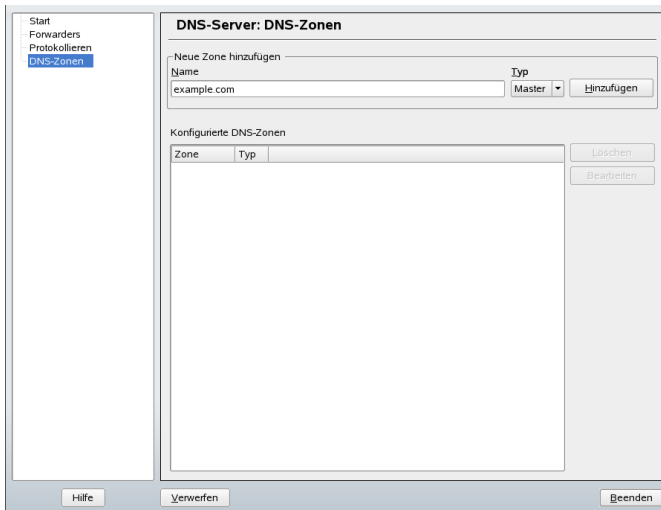 Start
Forwarders
Protokollieren
DNS-Zonen
DNS-Server: DNS-Zonen
Neue Zone hinzufügen
Name
Typ
example.com
Master
Hinzufügen
Konfigurierte DNS-Zonen
Zone Typ
Löschen
Bearbeiten
Hilfe
Verwerfen
Beenden